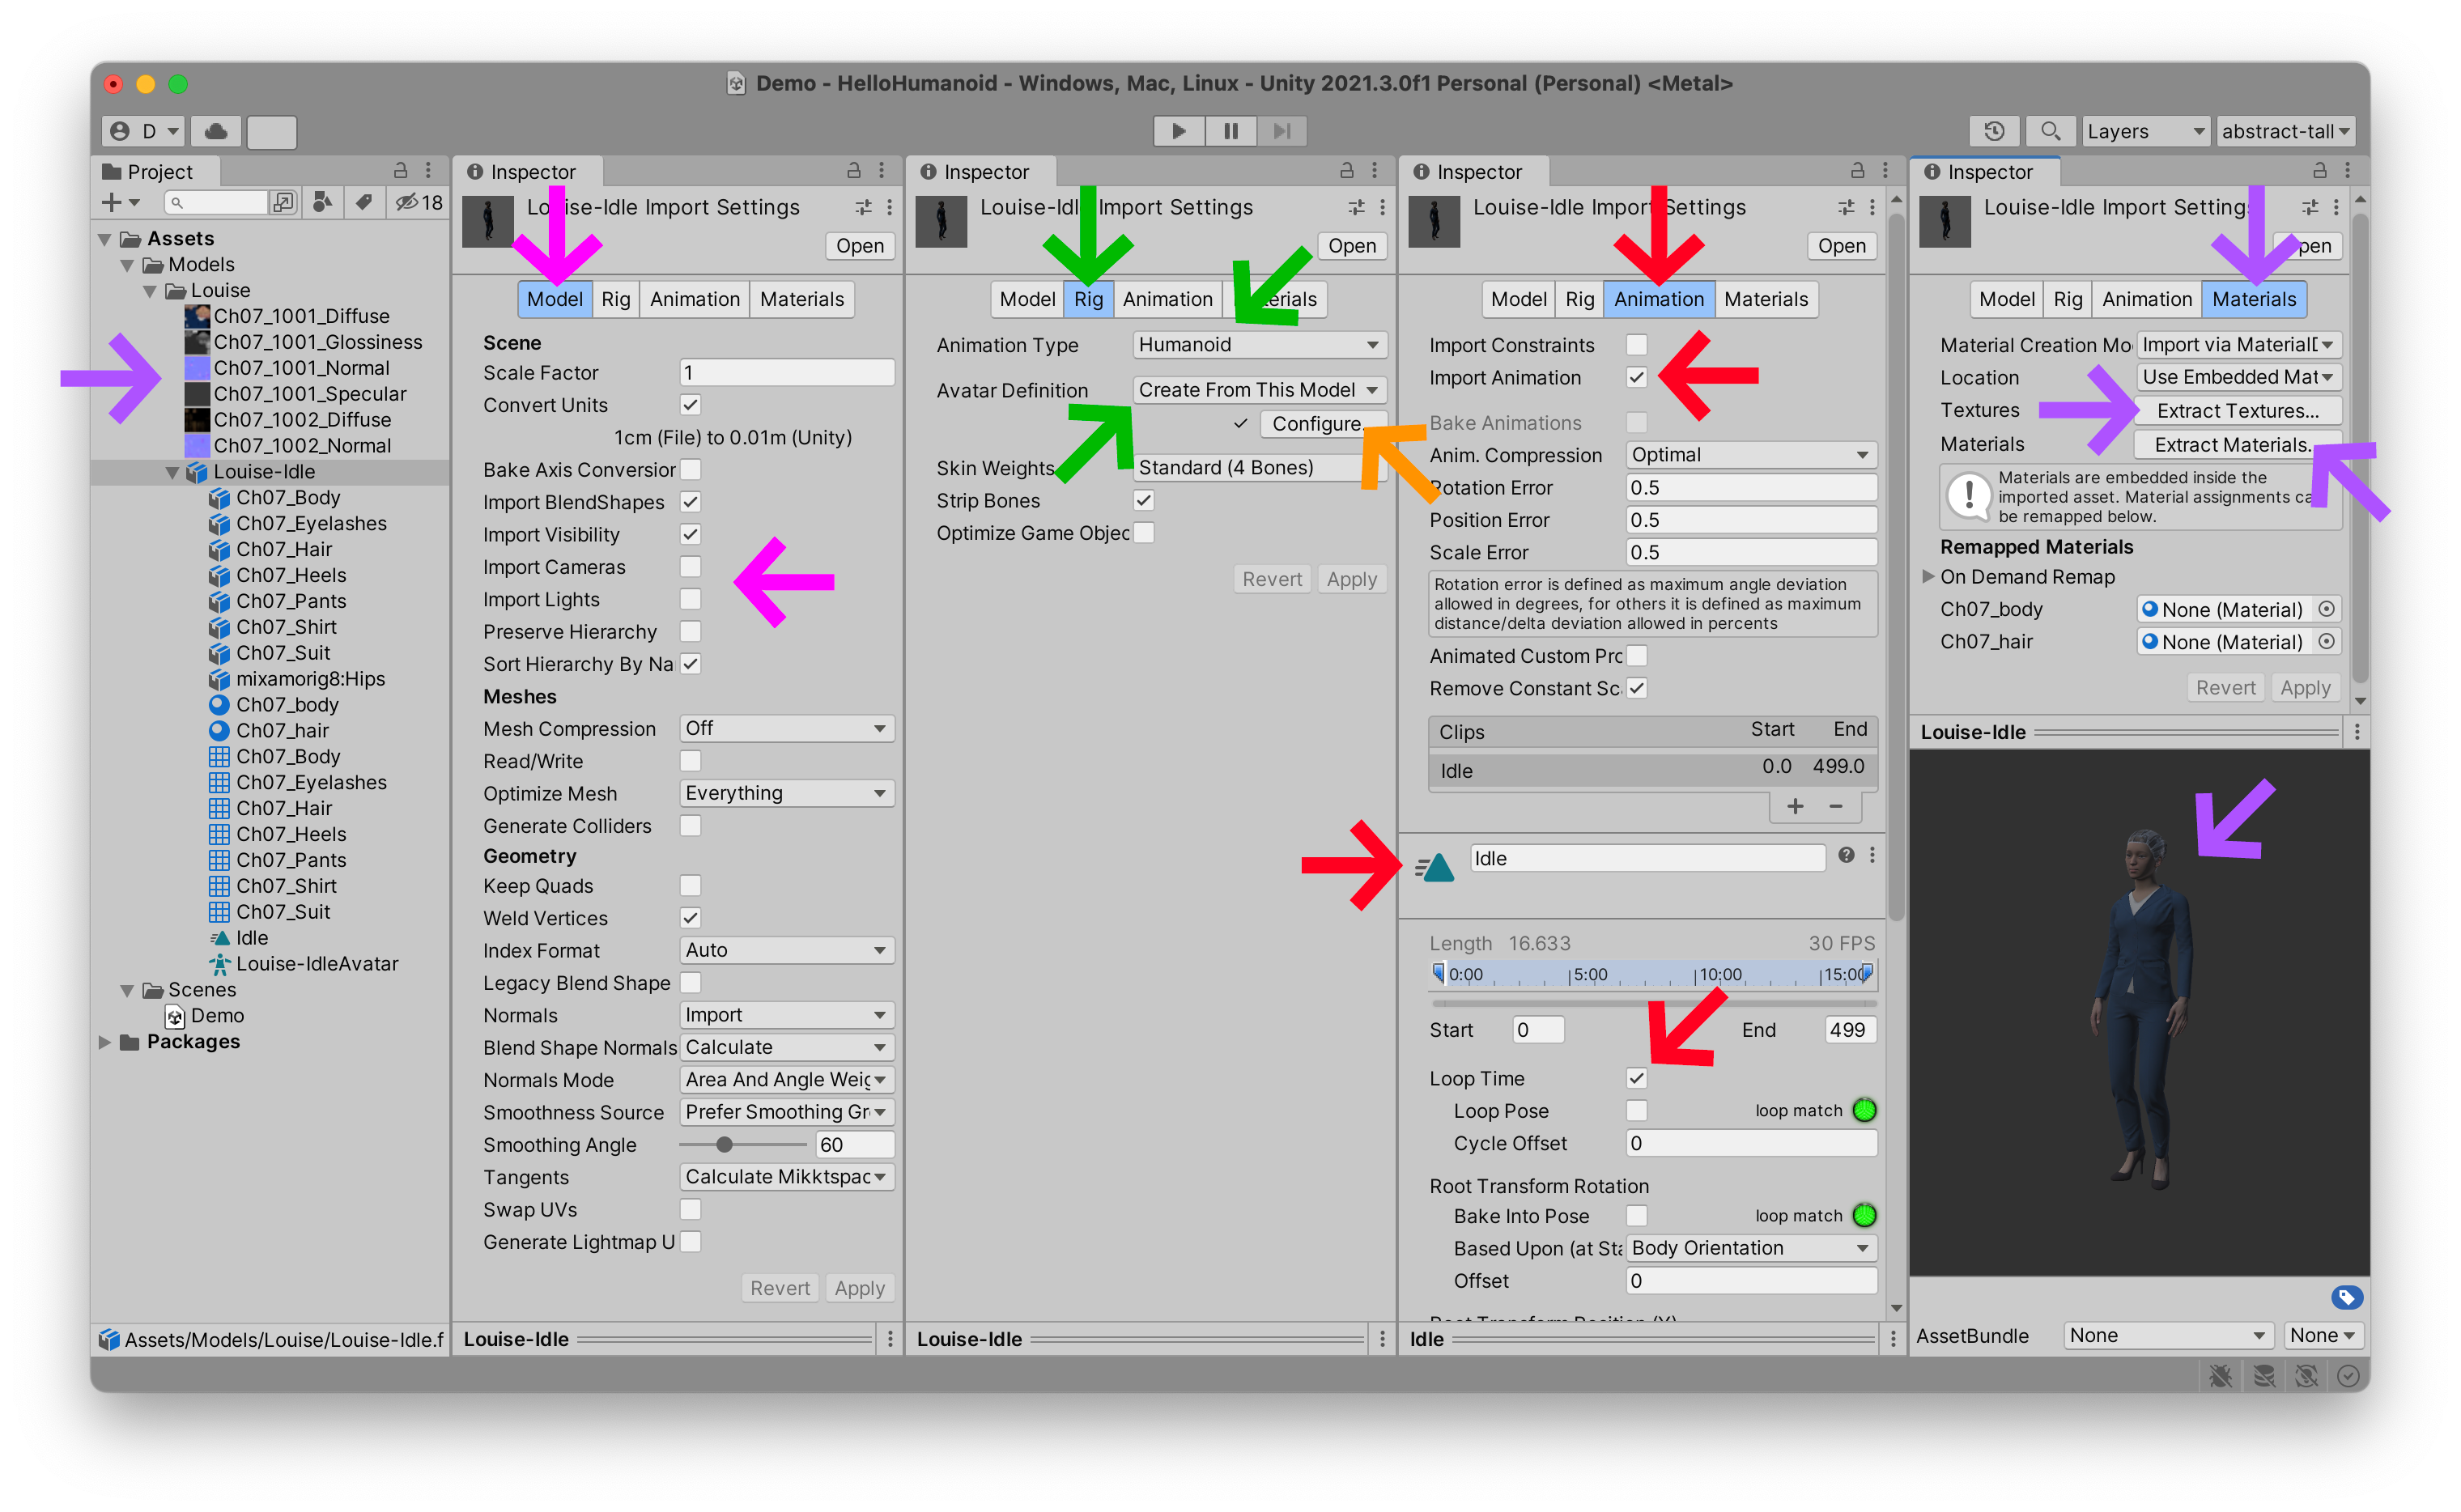 Demo - HelloHumanoid - Windows, Mac, Linux - Unity 2021.3.0f1 Personal (Personal) <Metal>
D
Layers
abstract-tall
Project
18
Assets
Models
Louise
Ch07_1001_Diffuse
Ch07_1001_Glossiness
Ch07_1001_Normal
Ch07_1001_Specular
Ch07_1002_Diffuse
Ch07_1002_Normal
Louise-Idle
Ch07_Body
Ch07_Eyelashes
Ch07_Hair
Ch07_Heels
Ch07_Pants
Ch07_Shirt
Ch07_Suit
mixamorig8:Hips
Ch07_body
Ch07_hair
Ch07_Body
Ch07_Eyelashes
Ch07_Hair
Ch07_Heels
Ch07_Pants
Ch07_Shirt
Ch07_Suit
Idle
Louise-IdleAvatar
Scenes
Demo
Packages
Assets/Models/Louise/Louise-Idle.f
Inspector
Louise-Idle Import Settings
Open
Model Rig Animation Materials
Scene
Scale Factor 1
Convert Units
1cm (File) to 0.01m (Unity)
Bake Axis Conversion
Import BlendShapes
Import Visibility
Import Cameras
Import Lights
Preserve Hierarchy
Sort Hierarchy By Na
Meshes
Mesh Compression Off
Read/Write
Optimize Mesh Everything
Generate Colliders
Geometry
Keep Quads
Weld Vertices
Index Format Auto
Legacy Blend Shape
Normals Import
Blend Shape Normals Calculate
Normals Mode Area And Angle Weig
Smoothness Source Prefer Smoothing Gr
Smoothing Angle 60
Tangents Calculate Mikktspac
Swap UVs
Generate Lightmap U
Revert Apply
Louise-Idle
Inspector
Louise-Idle Import Settings
Open
Model Rig Animation Materials
Animation Type Humanoid
Avatar Definition Create From This Model
Configure...
Skin Weights Standard (4 Bones)
Strip Bones
Optimize Game Objec
Revert Apply
Louise-Idle
Inspector
Louise-Idle Import Settings
Open
Model Rig Animation Materials
Import Constraints
Import Animation
Bake Animations
Anim. Compression Optimal
Rotation Error 0.5
Position Error 0.5
Scale Error 0.5
Rotation error is defined as maximum angle deviation
allowed in degrees, for others it is defined as maximum
distance/delta deviation allowed in percents
Animated Custom Pro
Remove Constant Sc
Clips Start End
Idle 0.0 499.0
+ -
Idle
Length 16.633 30 FPS
0:00 5:00 10:00 15:00
Start 0 End 499
Loop Time
Loop Pose loop match
Cycle Offset 0
Root Transform Rotation
Bake Into Pose loop match
Based Upon (at Sta Body Orientation
Offset 0
Root Transform Position (Y)
Idle
Inspector
Louise-Idle Import Settings
Open
Model Rig Animation Materials
Material Creation Mo Import via MaterialD
Location Use Embedded Mat
Textures Extract Textures...
Materials Extract Materials...
Materials are embedded inside the
imported asset. Material assignments ca
be remapped below.
Remapped Materials
On Demand Remap
Ch07_body None (Material)
Ch07_hair None (Material)
Revert Apply
Louise-Idle
AssetBundle None None